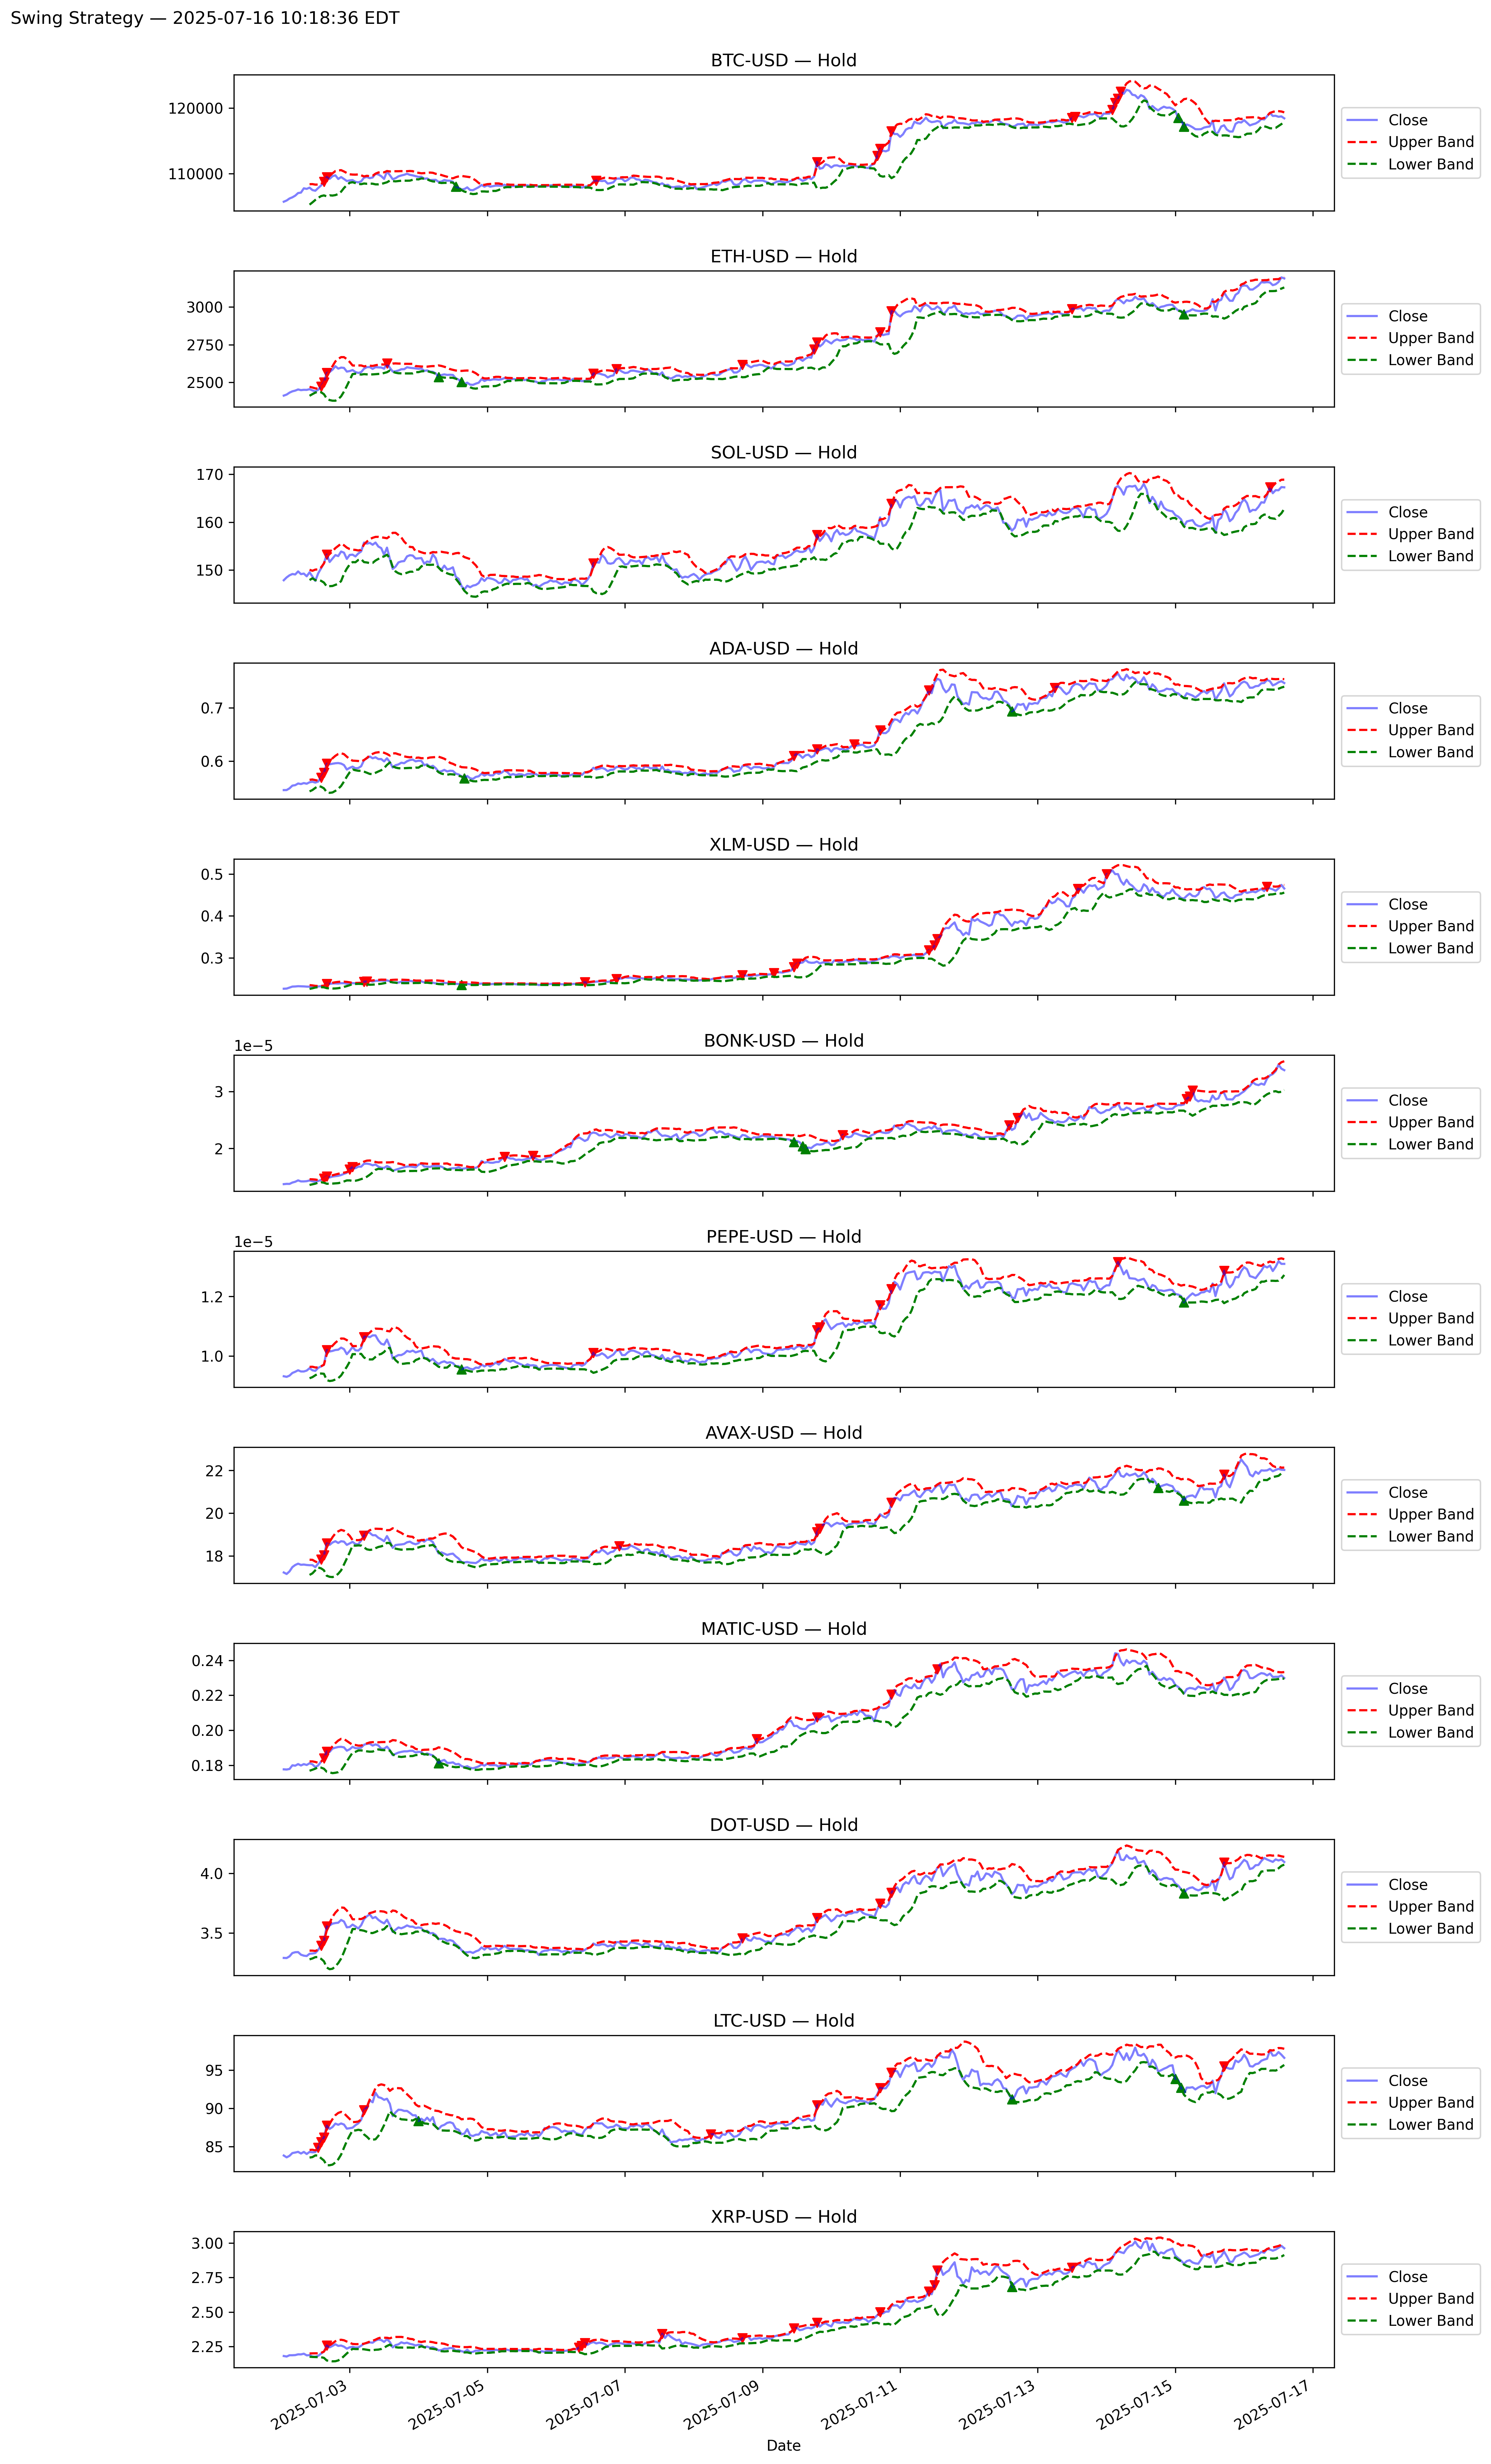 Swing Strategy — 2025-07-16 10:18:36 EDT
BTC-USD — Hold
120000
110000
Close
Upper Band
Lower Band
ETH-USD — Hold
3000
2750
2500
Close
Upper Band
Lower Band
SOL-USD — Hold
170
160
150
Close
Upper Band
Lower Band
ADA-USD — Hold
0.7
0.6
Close
Upper Band
Lower Band
XLM-USD — Hold
0.5
0.4
0.3
Close
Upper Band
Lower Band
BONK-USD — Hold
1e−5
3
2
Close
Upper Band
Lower Band
PEPE-USD — Hold
1e−5
1.2
1.0
Close
Upper Band
Lower Band
AVAX-USD — Hold
22
20
18
Close
Upper Band
Lower Band
MATIC-USD — Hold
0.24
0.22
0.20
0.18
Close
Upper Band
Lower Band
DOT-USD — Hold
4.0
3.5
Close
Upper Band
Lower Band
LTC-USD — Hold
95
90
85
Close
Upper Band
Lower Band
XRP-USD — Hold
3.00
2.75
2.50
2.25
Close
Upper Band
Lower Band
2025-07-03
2025-07-05
2025-07-07
2025-07-09
2025-07-11
2025-07-13
2025-07-15
2025-07-17
Date